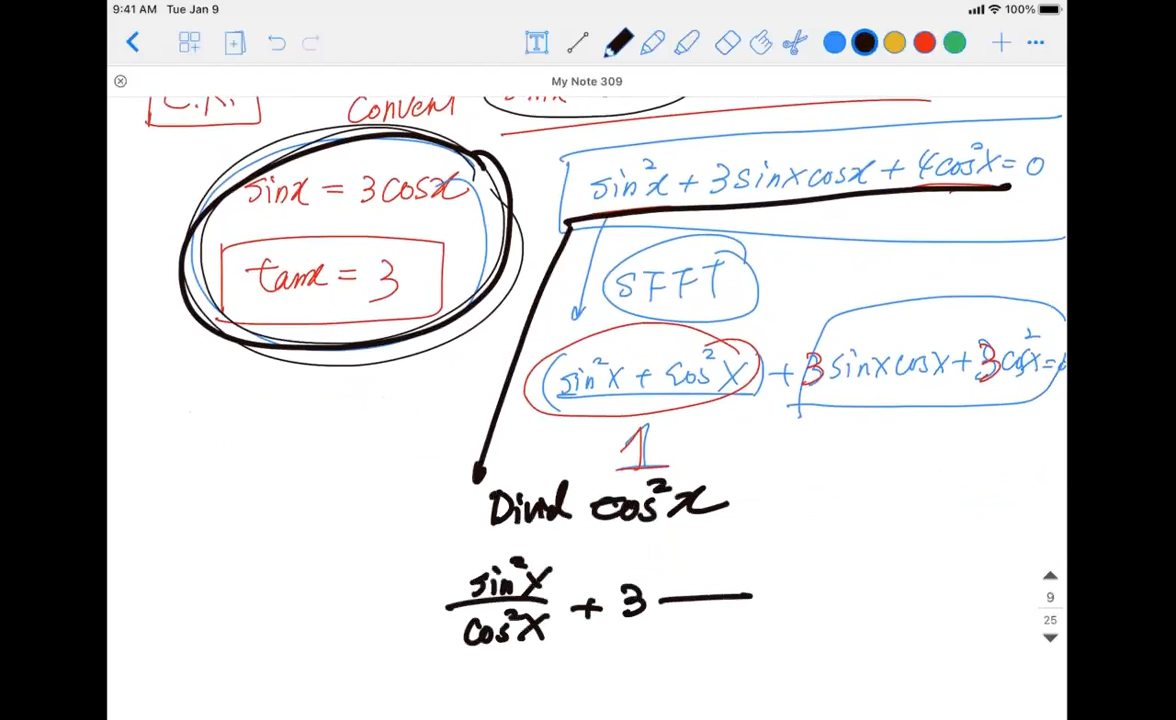 9:41 AM Tue Jan 9
100%
T
My Note 309
Convert
sinx = 3cosx
tanx = 3
sin²x + 3sinxcosx + 4cos²x = 0
SFFT
(sin²x + cos²x) + 3sinxcosx + 3cos²x =
1
Divid cos²x
sin²x
cos²x
+ 3
9
25